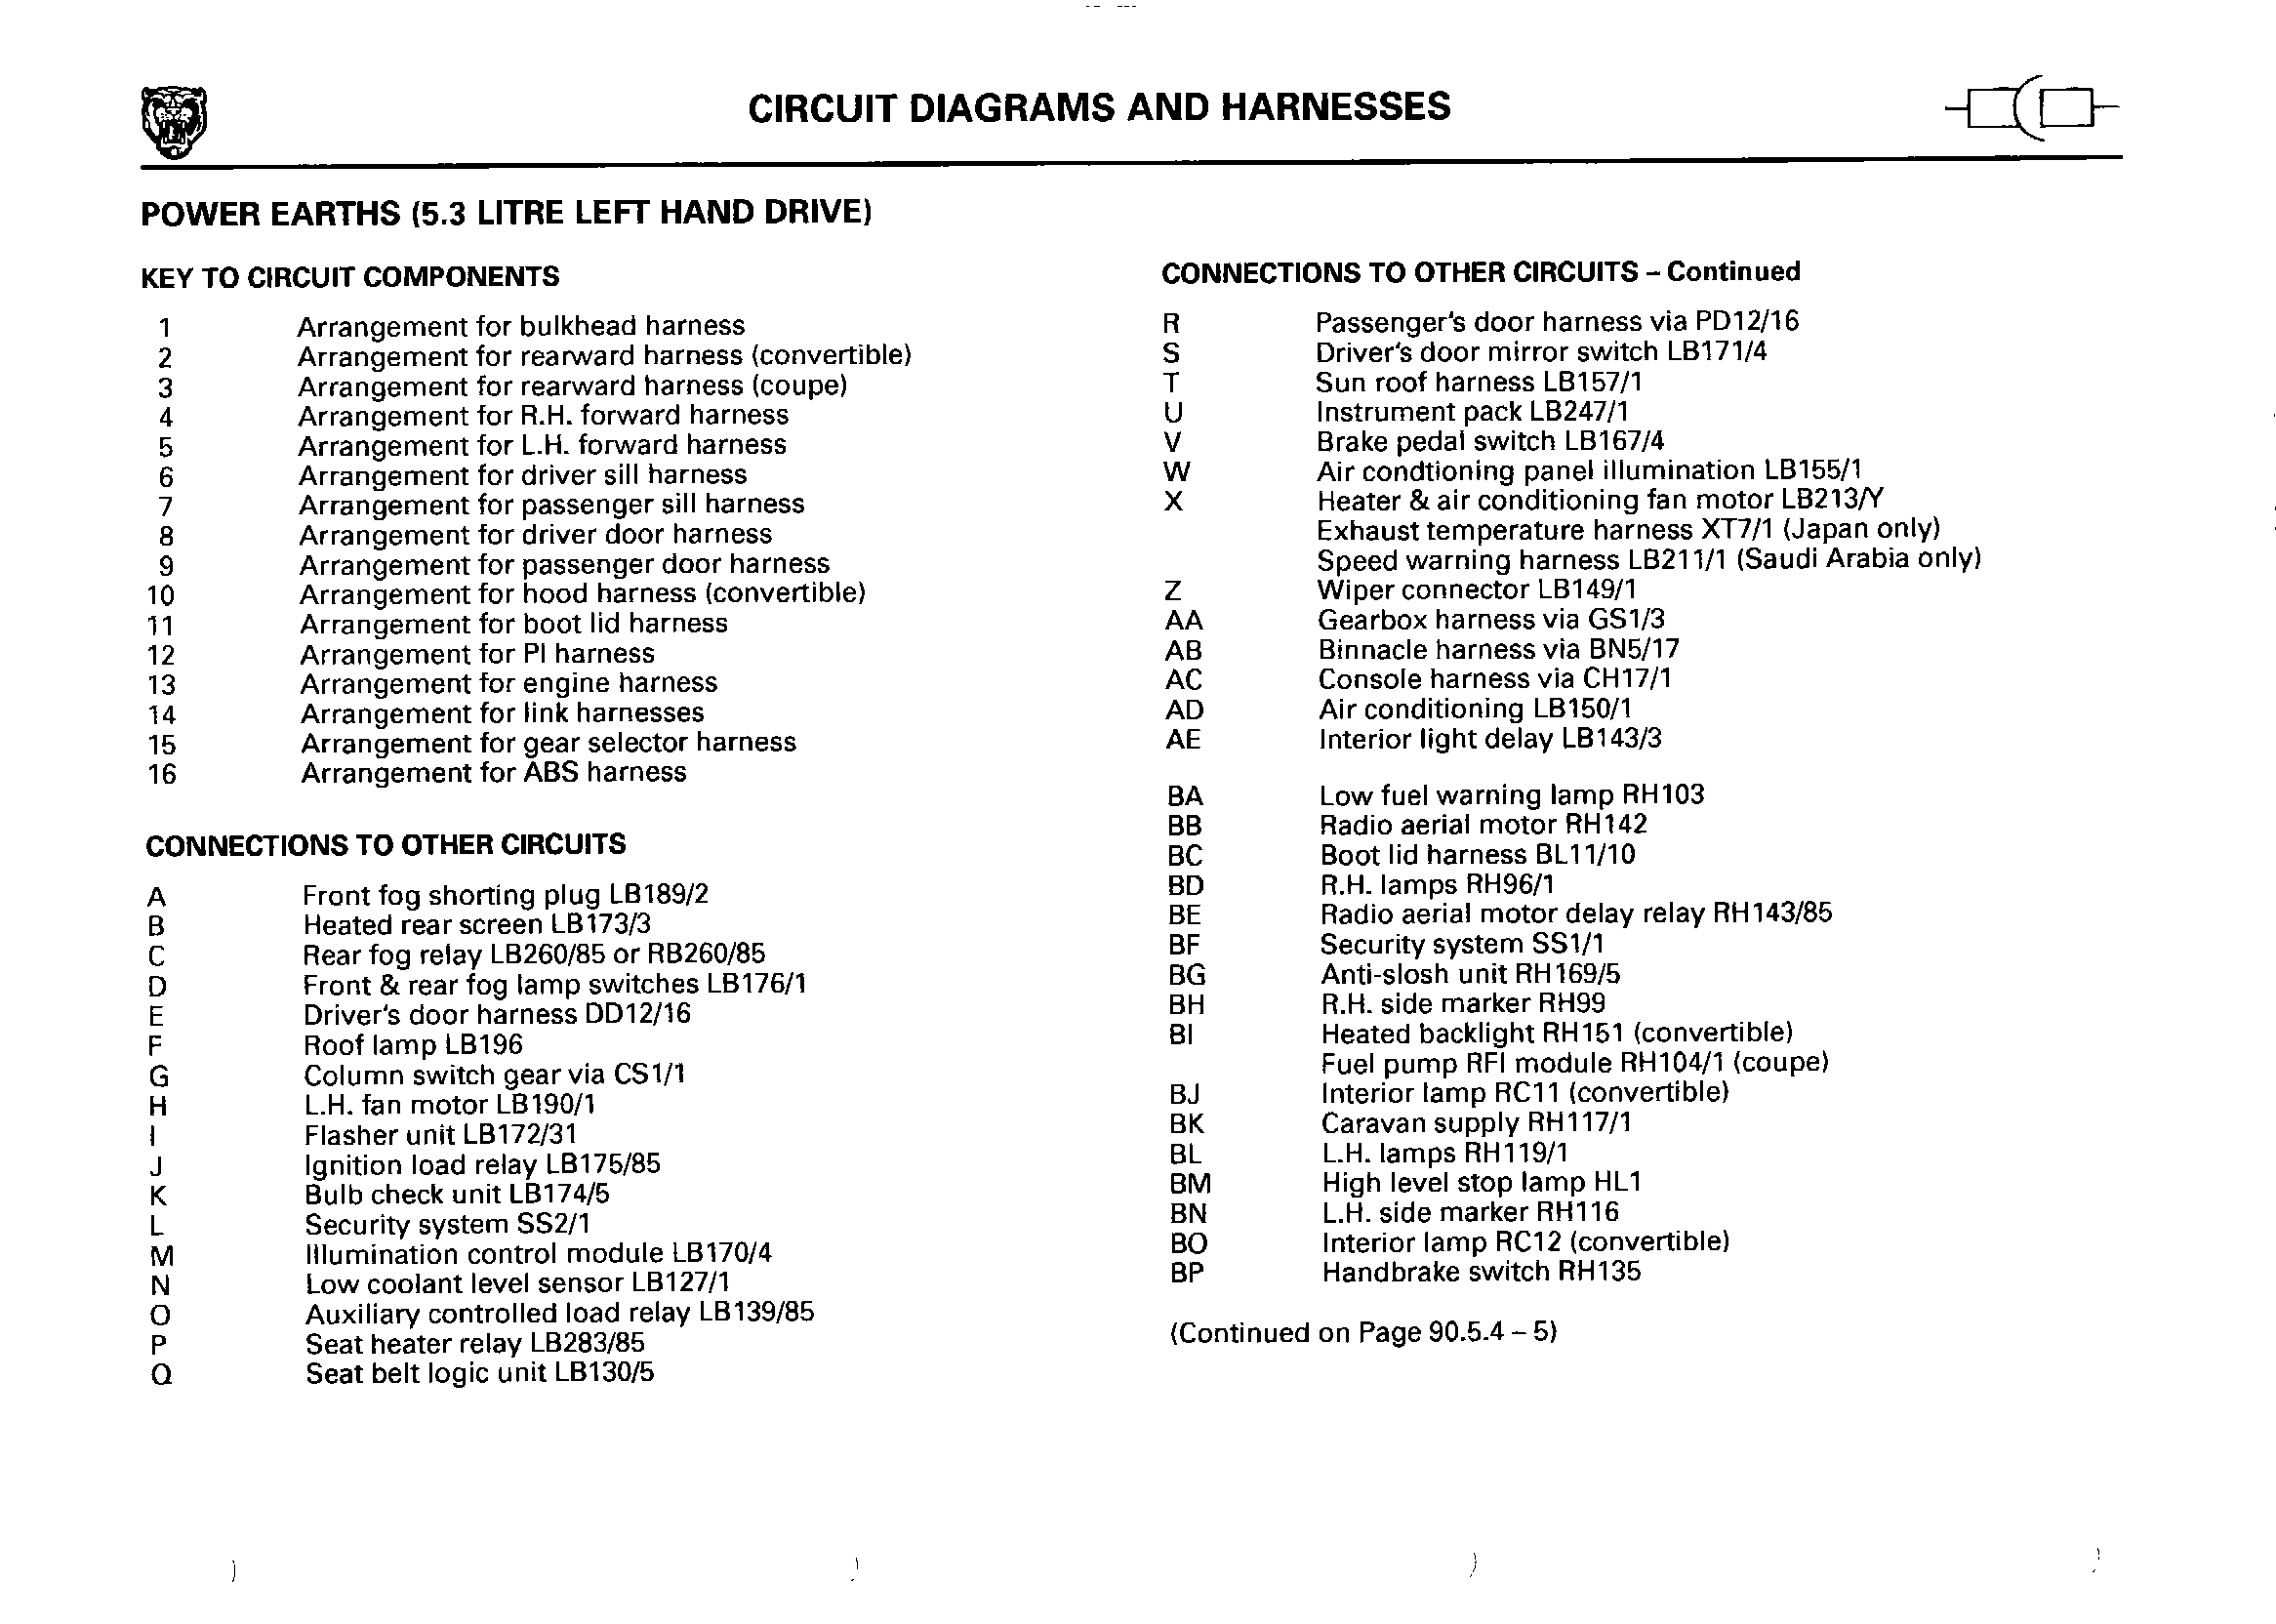 CIRCUIT DIAGRAMS AND HARNESSES
POWER EARTHS (5.3 LITRE LEFT HAND DRIVE)
KEY TO CIRCUIT COMPONENTS
1 Arrangement for bulkhead harness
2 Arrangement for rearward harness (convertible)
3 Arrangement for rearward harness (coupe)
4 Arrangement for R.H. forward harness
5 Arrangement for L.H. forward harness
6 Arrangement for driver sill harness
7 Arrangement for passenger sill harness
8 Arrangement for driver door harness
9 Arrangement for passenger door harness
10 Arrangement for hood harness (convertible)
11 Arrangement for boot lid harness
12 Arrangement for PI harness
13 Arrangement for engine harness
14 Arrangement for link harnesses
15 Arrangement for gear selector harness
16 Arrangement for ABS harness
CONNECTIONS TO OTHER CIRCUITS
A Front fog shorting plug LB189/2
B Heated rear screen LB173/3
C Rear fog relay LB260/85 or RB260/85
D Front & rear fog lamp switches LB176/1
E Driver's door harness DD12/16
F Roof lamp LB196
G Column switch gear via CS1/1
H L.H. fan motor LB190/1
I Flasher unit LB172/31
J Ignition load relay LB175/85
K Bulb check unit LB174/5
L Security system SS2/1
M Illumination control module LB170/4
N Low coolant level sensor LB127/1
O Auxiliary controlled load relay LB139/85
P Seat heater relay LB283/85
Q Seat belt logic unit LB130/5
CONNECTIONS TO OTHER CIRCUITS – Continued
R Passenger's door harness via PD12/16
S Driver's door mirror switch LB171/4
T Sun roof harness LB157/1
U Instrument pack LB247/1
V Brake pedal switch LB167/4
W Air condtioning panel illumination LB155/1
X Heater & air conditioning fan motor LB213/Y
Exhaust temperature harness XT7/1 (Japan only)
Speed warning harness LB211/1 (Saudi Arabia only)
Z Wiper connector LB149/1
AA Gearbox harness via GS1/3
AB Binnacle harness via BN5/17
AC Console harness via CH17/1
AD Air conditioning LB150/1
AE Interior light delay LB143/3
BA Low fuel warning lamp RH103
BB Radio aerial motor RH142
BC Boot lid harness BL11/10
BD R.H. lamps RH96/1
BE Radio aerial motor delay relay RH143/85
BF Security system SS1/1
BG Anti-slosh unit RH169/5
BH R.H. side marker RH99
BI Heated backlight RH151 (convertible)
Fuel pump RFI module RH104/1 (coupe)
BJ Interior lamp RC11 (convertible)
BK Caravan supply RH117/1
BL L.H. lamps RH119/1
BM High level stop lamp HL1
BN L.H. side marker RH116
BO Interior lamp RC12 (convertible)
BP Handbrake switch RH135
(Continued on Page 90.5.4 – 5)